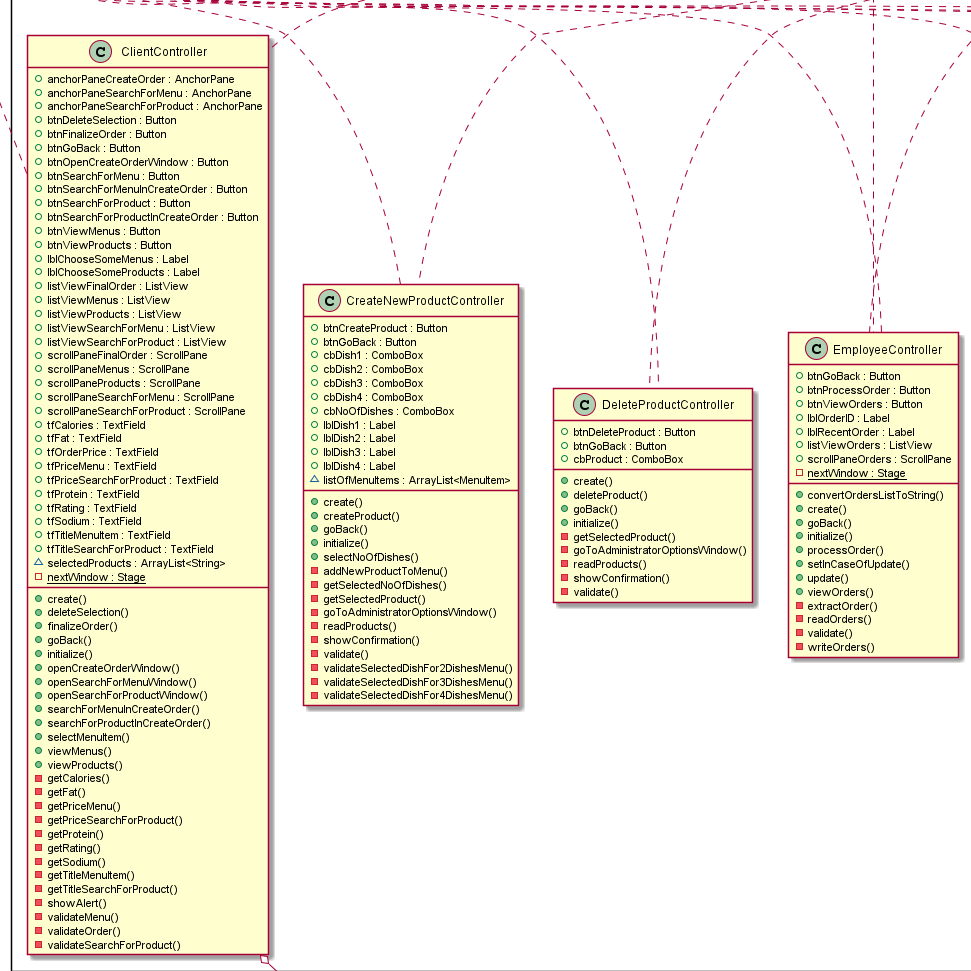 C ClientController
anchorPaneCreateOrder : AnchorPane
anchorPaneSearchForMenu : AnchorPane
anchorPaneSearchForProduct : AnchorPane
btnDeleteSelection : Button
btnFinalizeOrder : Button
btnGoBack : Button
btnOpenCreateOrderWindow : Button
btnSearchForMenu : Button
btnSearchForMenuInCreateOrder : Button
btnSearchForProduct : Button
btnSearchForProductInCreateOrder : Button
btnViewMenus : Button
btnViewProducts : Button
lblChooseSomeMenus : Label
lblChooseSomeProducts : Label
listViewFinalOrder : ListView
listViewMenus : ListView
listViewProducts : ListView
listViewSearchForMenu : ListView
listViewSearchForProduct : ListView
scrollPaneFinalOrder : ScrollPane
scrollPaneMenus : ScrollPane
scrollPaneProducts : ScrollPane
scrollPaneSearchForMenu : ScrollPane
scrollPaneSearchForProduct : ScrollPane
tfCalories : TextField
tfFat : TextField
tfOrderPrice : TextField
tfPriceMenu : TextField
tfPriceSearchForProduct : TextField
tfProtein : TextField
tfRating : TextField
tfSodium : TextField
tfTitleMenuItem : TextField
tfTitleSearchForProduct : TextField
selectedProducts : ArrayList<String>
nextWindow : Stage
create()
deleteSelection()
finalizeOrder()
goBack()
initialize()
openCreateOrderWindow()
openSearchForMenuWindow()
openSearchForProductWindow()
searchForMenuInCreateOrder()
searchForProductInCreateOrder()
selectMenuItem()
viewMenus()
viewProducts()
getCalories()
getFat()
getPriceMenu()
getPriceSearchForProduct()
getProtein()
getRating()
getSodium()
getTitleMenuItem()
getTitleSearchForProduct()
showAlert()
validateMenu()
validateOrder()
validateSearchForProduct()
C CreateNewProductController
btnCreateProduct : Button
btnGoBack : Button
cbDish1 : ComboBox
cbDish2 : ComboBox
cbDish3 : ComboBox
cbDish4 : ComboBox
cbNoOfDishes : ComboBox
lblDish1 : Label
lblDish2 : Label
lblDish3 : Label
lblDish4 : Label
listOfMenuItems : ArrayList<MenuItem>
create()
createProduct()
goBack()
initialize()
selectNoOfDishes()
addNewProductToMenu()
getSelectedNoOfDishes()
getSelectedProduct()
goToAdministratorOptionsWindow()
readProducts()
showConfirmation()
validate()
validateSelectedDishFor2DishesMenu()
validateSelectedDishFor3DishesMenu()
validateSelectedDishFor4DishesMenu()
C DeleteProductController
btnDeleteProduct : Button
btnGoBack : Button
cbProduct : ComboBox
create()
deleteProduct()
goBack()
initialize()
getSelectedProduct()
goToAdministratorOptionsWindow()
readProducts()
showConfirmation()
validate()
C EmployeeController
btnGoBack : Button
btnProcessOrder : Button
btnViewOrders : Button
lblOrderID : Label
lblRecentOrder : Label
listViewOrders : ListView
scrollPaneOrders : ScrollPane
nextWindow : Stage
convertOrdersListToString()
create()
goBack()
initialize()
processOrder()
setInCaseOfUpdate()
update()
viewOrders()
extractOrder()
readOrders()
validate()
writeOrders()